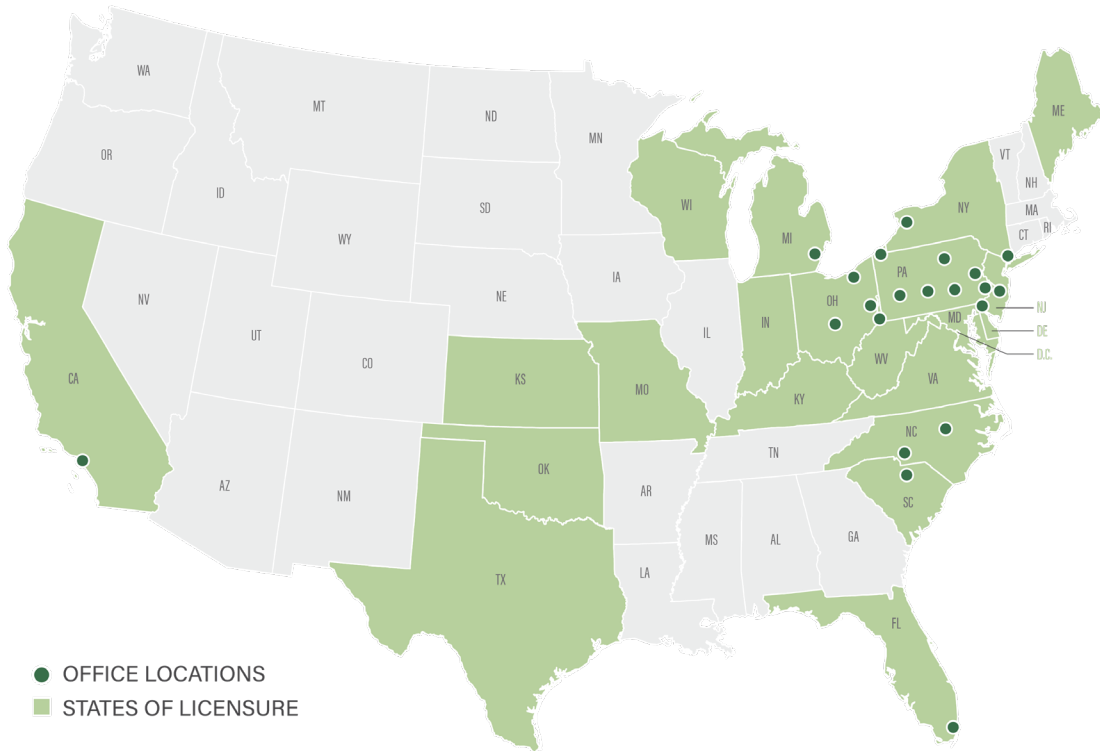 WA
MT
ND
MN
ME
OR
VT
ID
NH
WI
SD
NY
MA
RI
CT
WY
MI
PA
IA
NE
NV
OH
NJ
MD
IN
UT
IL
DE
D.C.
CO
WV
CA
KS
VA
MO
KY
NC
TN
OK
AZ
AR
NM
SC
MS
AL
GA
LA
TX
FL
OFFICE LOCATIONS
STATES OF LICENSURE